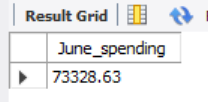 Result Grid
June_spending
73328.63